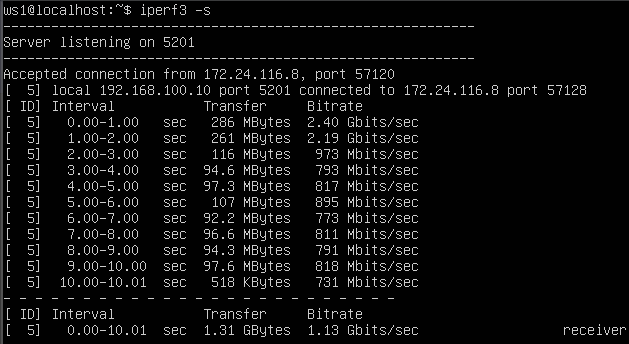 ws1@localhost:~$ iperf3 -s
-----------------------------------------------------------
Server listening on 5201
-----------------------------------------------------------
Accepted connection from 172.24.116.8, port 57120
[  5] local 192.168.100.10 port 5201 connected to 172.24.116.8 port 57128
[ ID] Interval           Transfer     Bitrate
[  5]   0.00-1.00   sec   286 MBytes  2.40 Gbits/sec
[  5]   1.00-2.00   sec   261 MBytes  2.19 Gbits/sec
[  5]   2.00-3.00   sec   116 MBytes   973 Mbits/sec
[  5]   3.00-4.00   sec  94.6 MBytes   793 Mbits/sec
[  5]   4.00-5.00   sec  97.3 MBytes   817 Mbits/sec
[  5]   5.00-6.00   sec   107 MBytes   895 Mbits/sec
[  5]   6.00-7.00   sec  92.2 MBytes   773 Mbits/sec
[  5]   7.00-8.00   sec  96.6 MBytes   811 Mbits/sec
[  5]   8.00-9.00   sec  94.3 MBytes   791 Mbits/sec
[  5]   9.00-10.00  sec  97.6 MBytes   818 Mbits/sec
[  5]  10.00-10.01  sec   518 KBytes   731 Mbits/sec
- - - - - - - - - - - - - - - - - - - - - - - - -
[ ID] Interval           Transfer     Bitrate
[  5]   0.00-10.01  sec  1.31 GBytes  1.13 Gbits/sec                  receiver